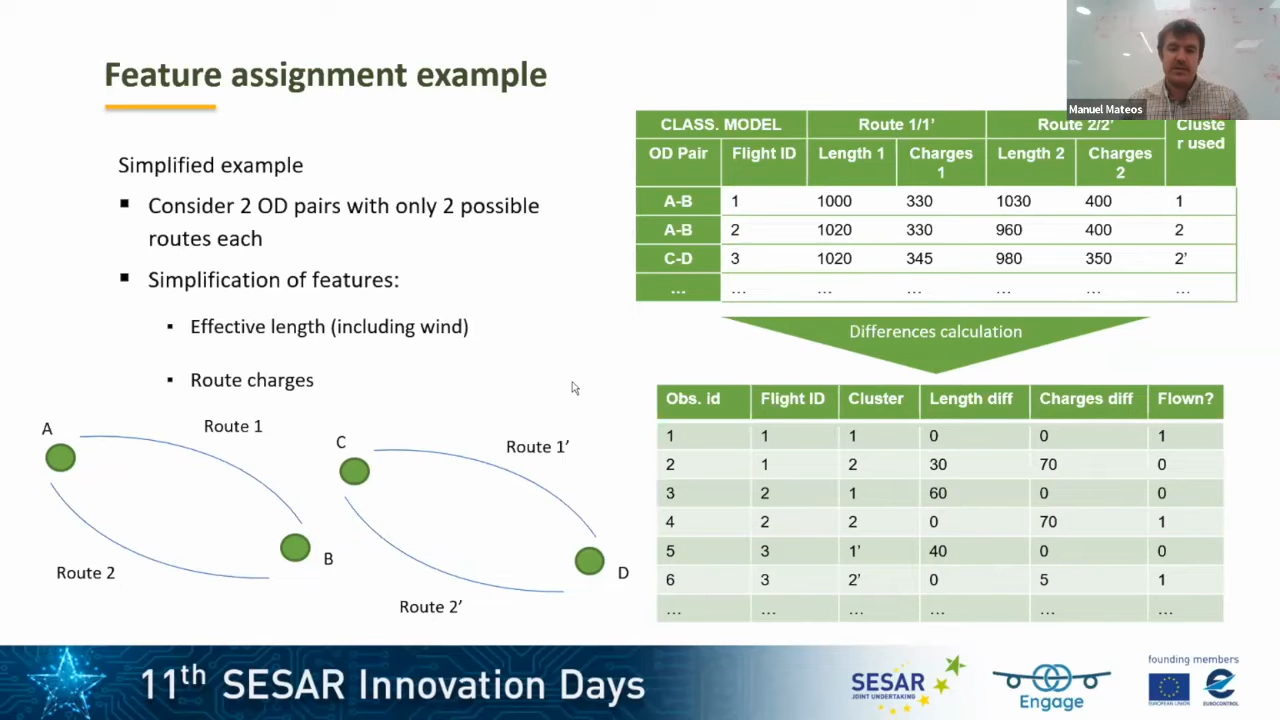 Feature assignment example
Manuel Mateos
Simplified example
▪ Consider 2 OD pairs with only 2 possible
routes each
▪ Simplification of features:
▪ Effective length (including wind)
▪ Route charges
A
Route 1
B
Route 2
C
Route 1’
D
Route 2’
CLASS. MODEL Route 1/1’ Route 2/2’ Cluste
r used
OD Pair Flight ID Length 1 Charges
1 Length 2 Charges
2
A-B 1 1000 330 1030 400 1
A-B 2 1020 330 960 400 2
C-D 3 1020 345 980 350 2’
… … … … … … …
Differences calculation
Obs. id Flight ID Cluster Length diff Charges diff Flown?
1 1 1 0 0 1
2 1 2 30 70 0
3 2 1 60 0 0
4 2 2 0 70 1
5 3 1’ 40 0 0
6 3 2’ 0 5 1
… … … … … …
11th SESAR Innovation Days
SESAR
JOINT UNDERTAKING
Engage
founding members
EUROPEAN UNION
EUROCONTROL